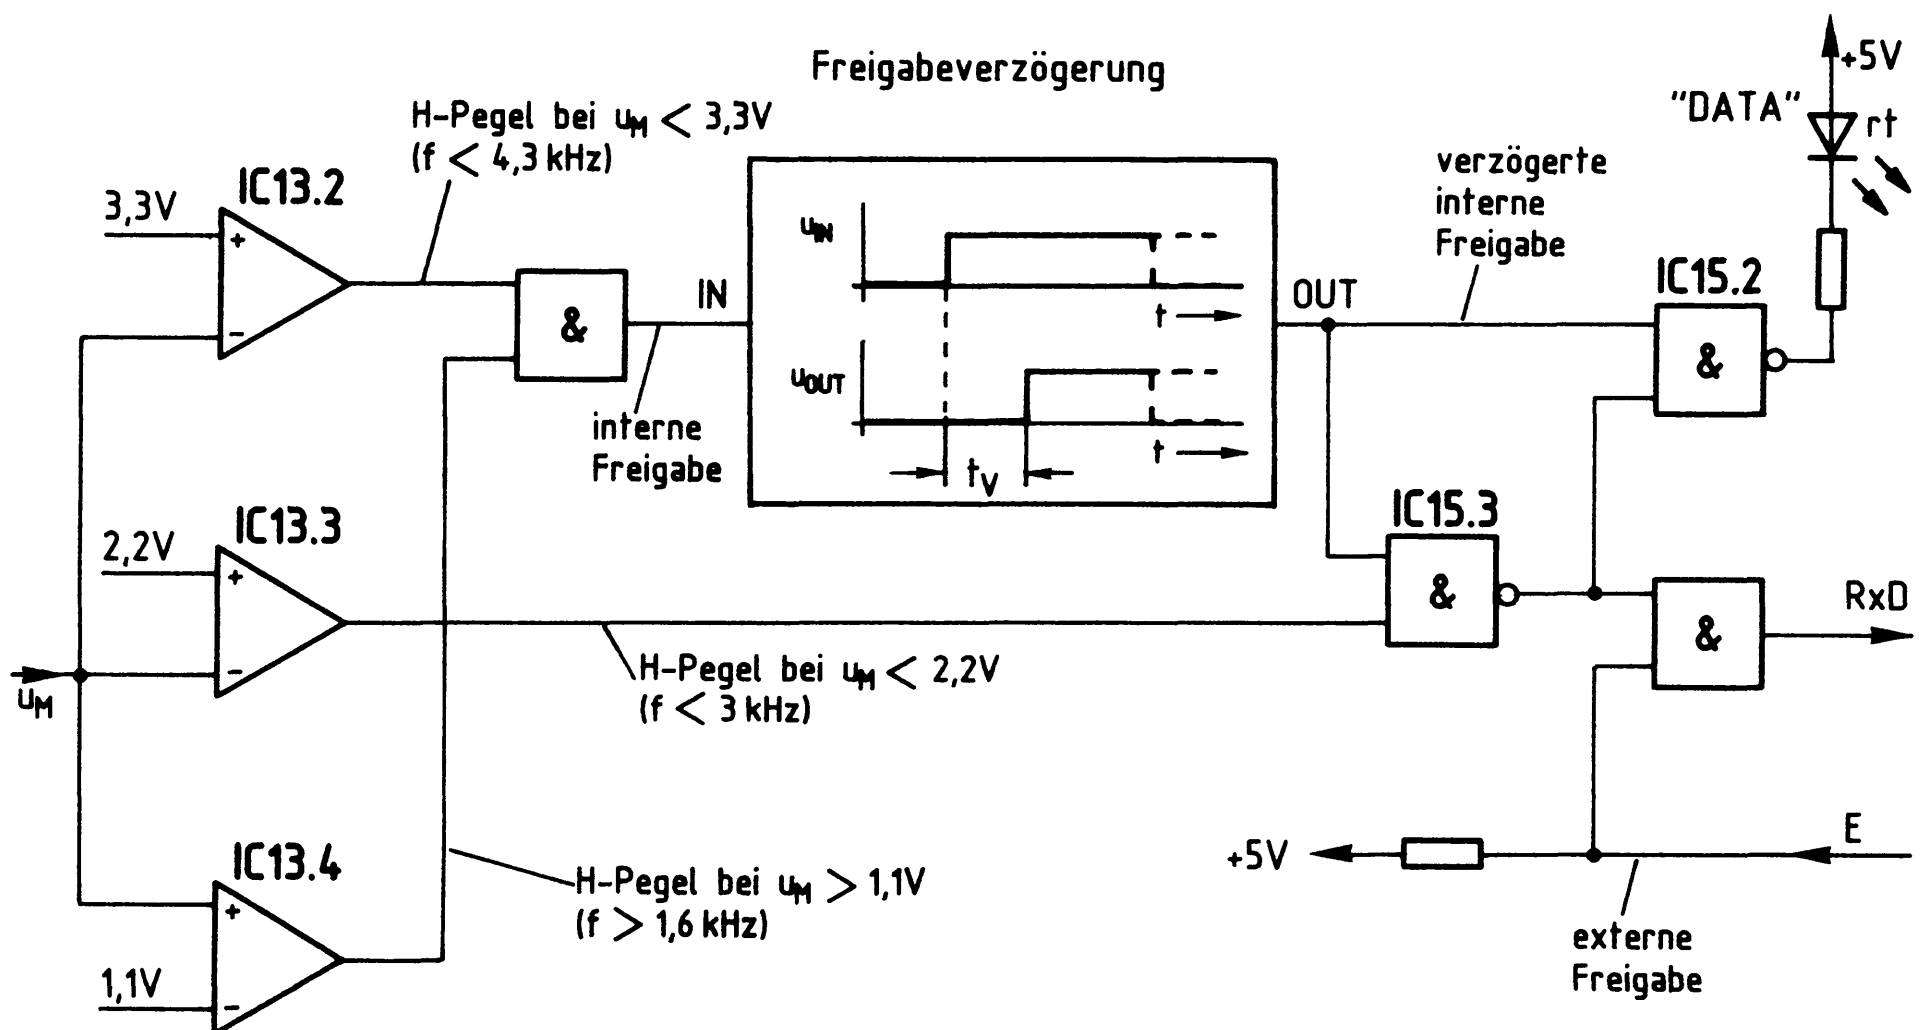 Freigabeverzögerung
+5V
"DATA"
rt
H-Pegel bei uM < 3,3V
(f < 4,3 kHz)
verzögerte
interne
Freigabe
IC13.2
3,3V
+
-
&
IN
uIN
t
uOUT
t
tV
OUT
IC15.2
&
interne
Freigabe
IC13.3
2,2V
+
-
IC15.3
&
&
RxD
uM
H-Pegel bei uM < 2,2V
(f < 3 kHz)
IC13.4
+
-
1,1V
H-Pegel bei uM > 1,1V
(f > 1,6 kHz)
+5V
E
externe
Freigabe